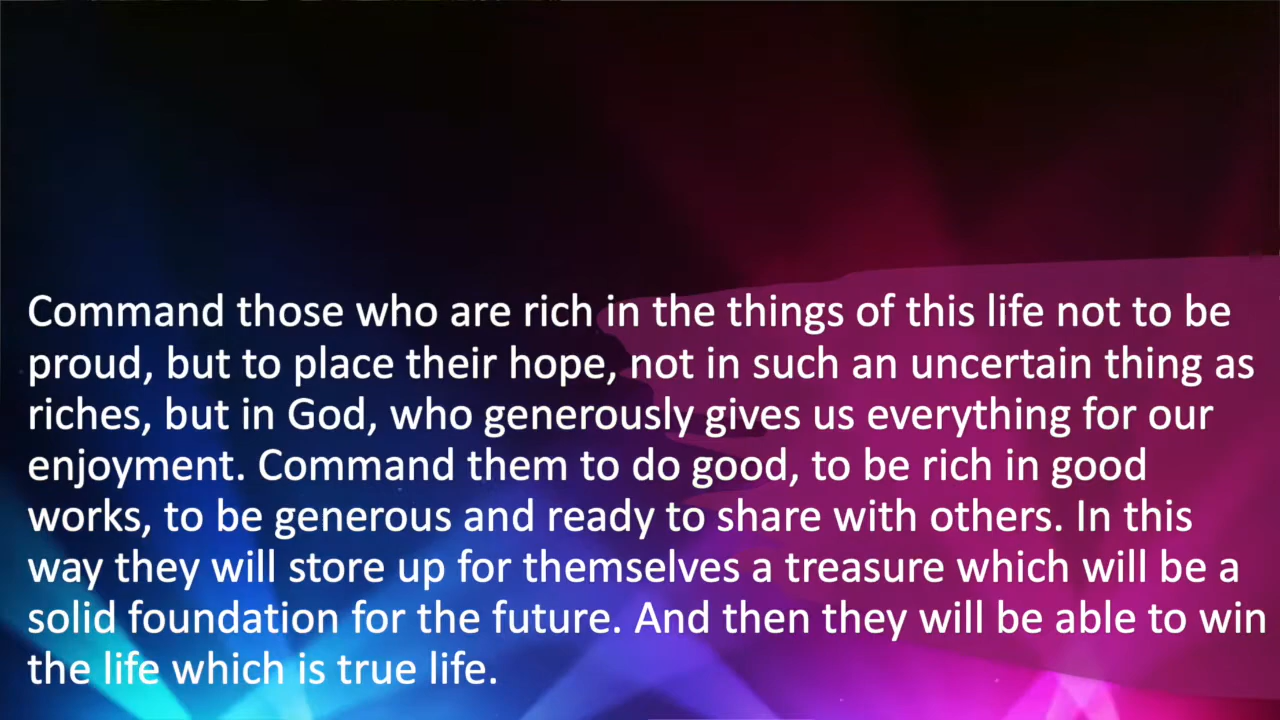 Command those who are rich in the things of this life not to be
proud, but to place their hope, not in such an uncertain thing as
riches, but in God, who generously gives us everything for our
enjoyment. Command them to do good, to be rich in good
works, to be generous and ready to share with others. In this
way they will store up for themselves a treasure which will be a
solid foundation for the future. And then they will be able to win
the life which is true life.